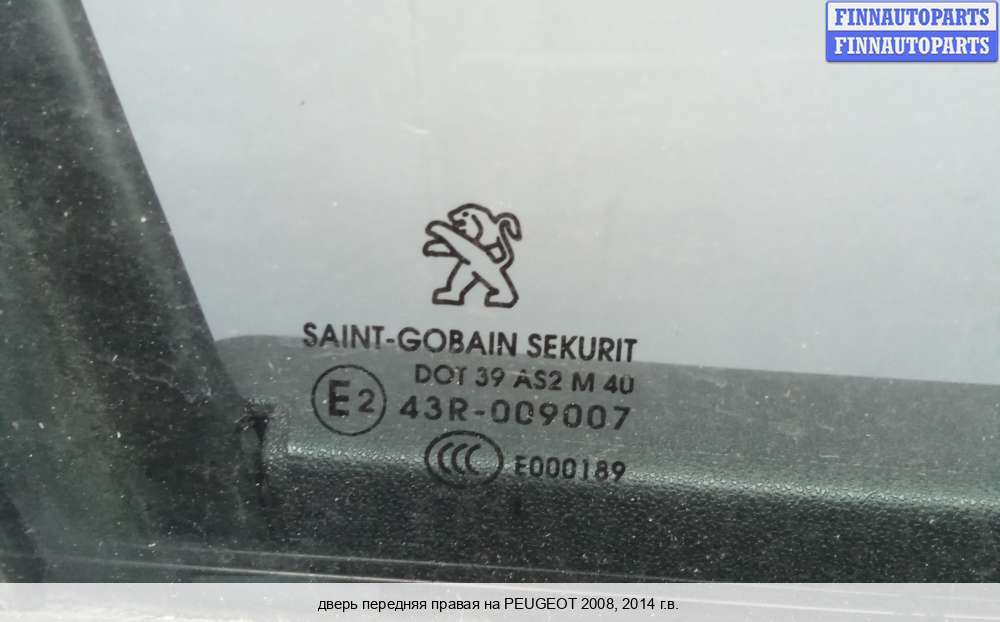 FINNAUTOPARTS
FINNAUTOPARTS
SAINT-GOBAIN SEKURIT
DOT 39 AS2 M 40
E2 43R-009007
CCC E000189
дверь передняя правая на PEUGEOT 2008, 2014 г.в.